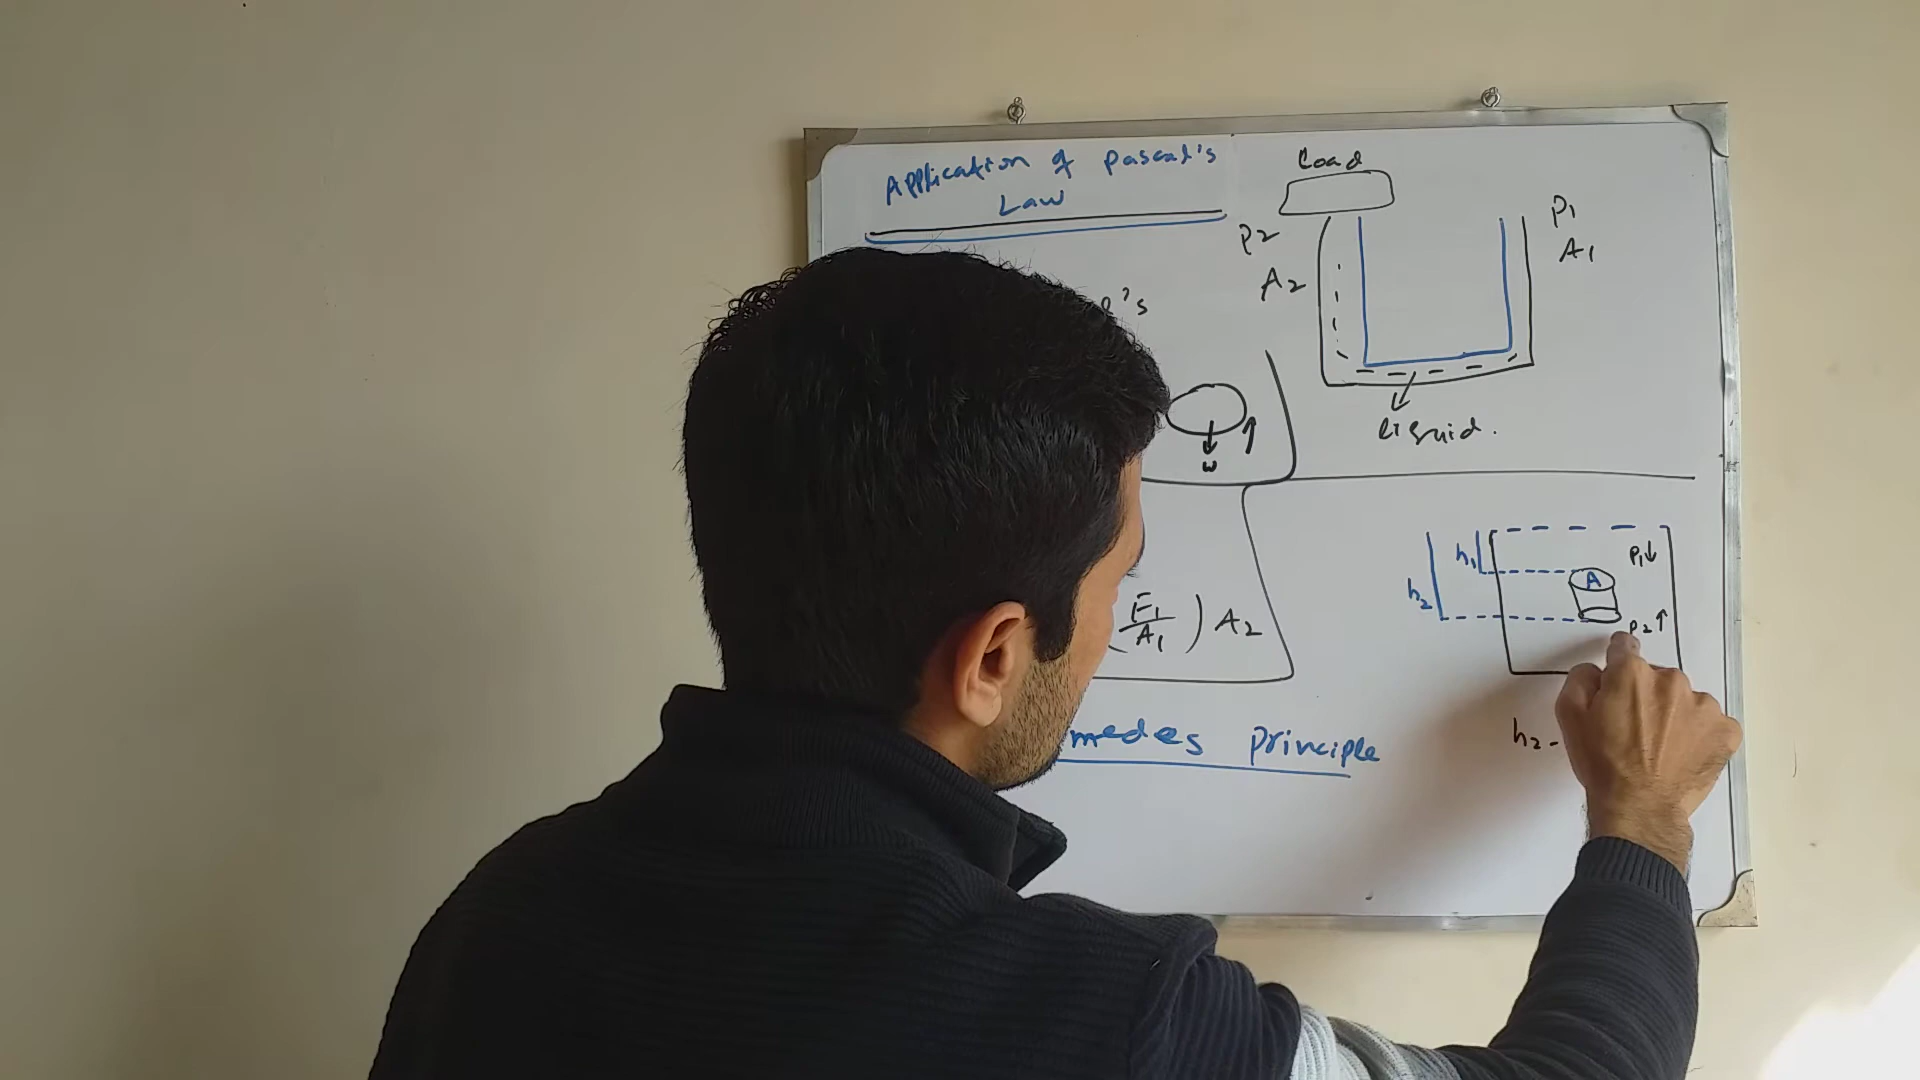 Application of pascal's
Law
Load
P2
A2
P1
A1
e's
w
liquid.
h1
h2
A
P1↓
P2↑
(F1/A1) A2
medes principle
h2-